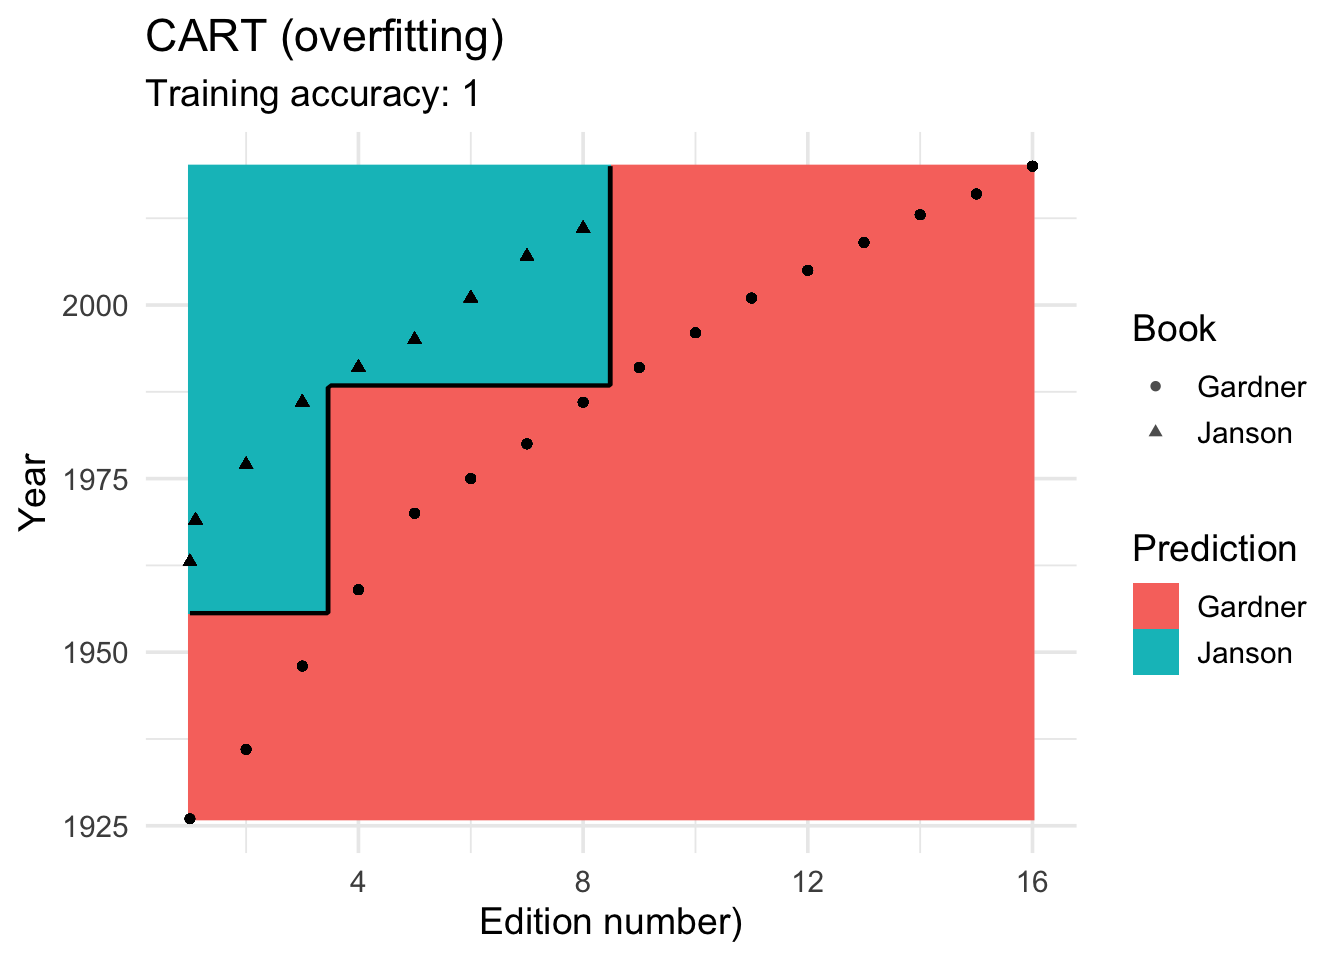 CART (overfitting)
Training accuracy: 1
2000
1975
1950
1925
4
8
12
16
Year
Edition number)
Book
Gardner
Janson
Prediction
Gardner
Janson